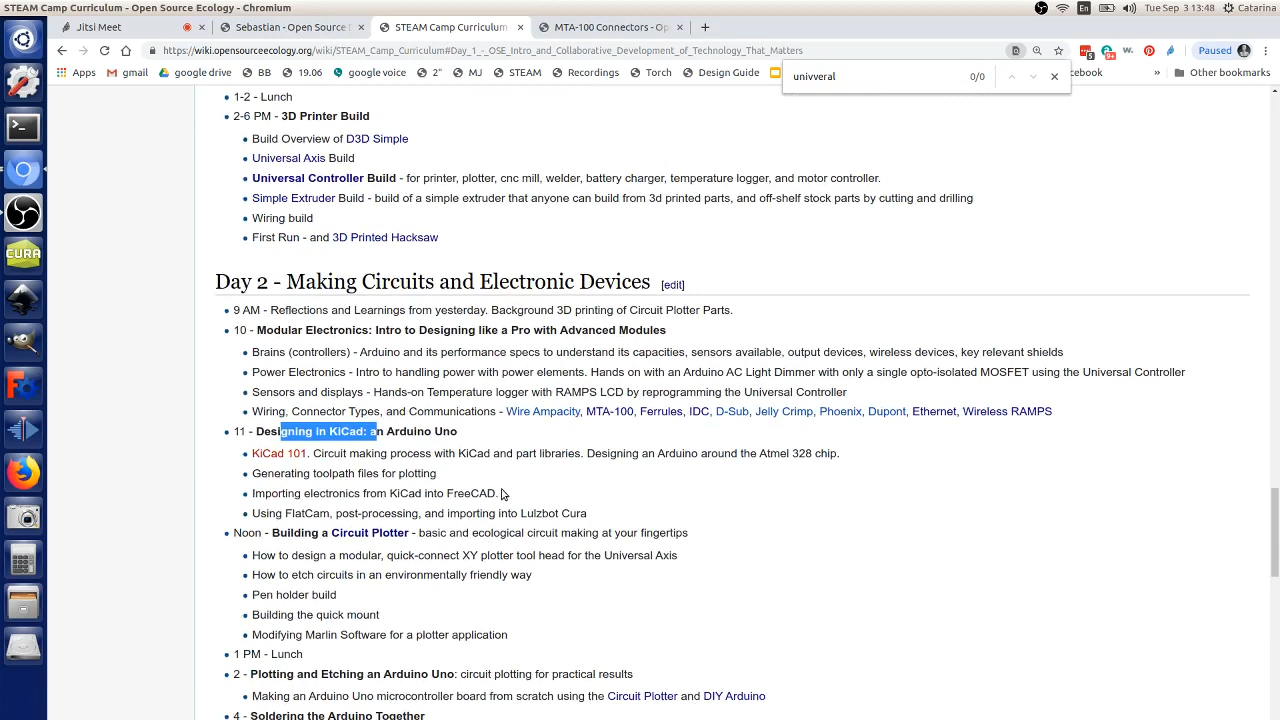 STEAM Camp Curriculum - Open Source Ecology - Chromium
En
Tue Sep 3 13:48
Catarina
Jitsi Meet
Sebastian - Open Source E
STEAM Camp Curriculum
MTA-100 Connectors - Op
https://wiki.opensourceecology.org/wiki/STEAM_Camp_Curriculum#Day_1_-_OSE_Intro_and_Collaborative_Development_of_Technology_That_Matters
Paused
Apps
gmail
google drive
BB
19.06
google voice
2"
MJ
STEAM
Recordings
Torch
Design Guide
ebook
»
Other bookmarks
univveral
0/0
1-2 - Lunch
2-6 PM - 3D Printer Build
Build Overview of D3D Simple
Universal Axis Build
Universal Controller Build - for printer, plotter, cnc mill, welder, battery charger, temperature logger, and motor controller.
Simple Extruder Build - build of a simple extruder that anyone can build from 3d printed parts, and off-shelf stock parts by cutting and drilling
Wiring build
First Run - and 3D Printed Hacksaw
Day 2 - Making Circuits and Electronic Devices [edit]
9 AM - Reflections and Learnings from yesterday. Background 3D printing of Circuit Plotter Parts.
10 - Modular Electronics: Intro to Designing like a Pro with Advanced Modules
Brains (controllers) - Arduino and its performance specs to understand its capacities, sensors available, output devices, wireless devices, key relevant shields
Power Electronics - Intro to handling power with power elements. Hands on with an Arduino AC Light Dimmer with only a single opto-isolated MOSFET using the Universal Controller
Sensors and displays - Hands-on Temperature logger with RAMPS LCD by reprogramming the Universal Controller
Wiring, Connector Types, and Communications - Wire Ampacity, MTA-100, Ferrules, IDC, D-Sub, Jelly Crimp, Phoenix, Dupont, Ethernet, Wireless RAMPS
11 - Designing in KiCad: an Arduino Uno
KiCad 101. Circuit making process with KiCad and part libraries. Designing an Arduino around the Atmel 328 chip.
Generating toolpath files for plotting
Importing electronics from KiCad into FreeCAD.
Using FlatCam, post-processing, and importing into Lulzbot Cura
Noon - Building a Circuit Plotter - basic and ecological circuit making at your fingertips
How to design a modular, quick-connect XY plotter tool head for the Universal Axis
How to etch circuits in an environmentally friendly way
Pen holder build
Building the quick mount
Modifying Marlin Software for a plotter application
1 PM - Lunch
2 - Plotting and Etching an Arduino Uno: circuit plotting for practical results
Making an Arduino Uno microcontroller board from scratch using the Circuit Plotter and DIY Arduino
4 - Soldering the Arduino Together
CURA